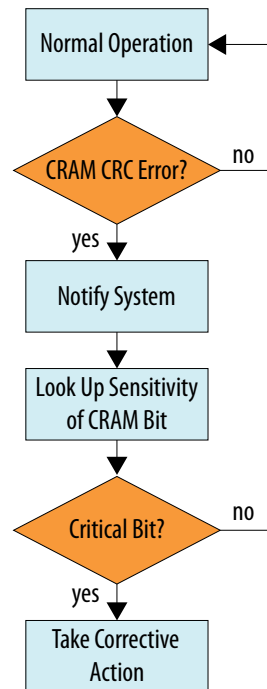 Normal Operation
CRAM CRC Error?
no
yes
Notify System
Look Up Sensitivity
of CRAM Bit
Critical Bit?
no
yes
Take Corrective
Action